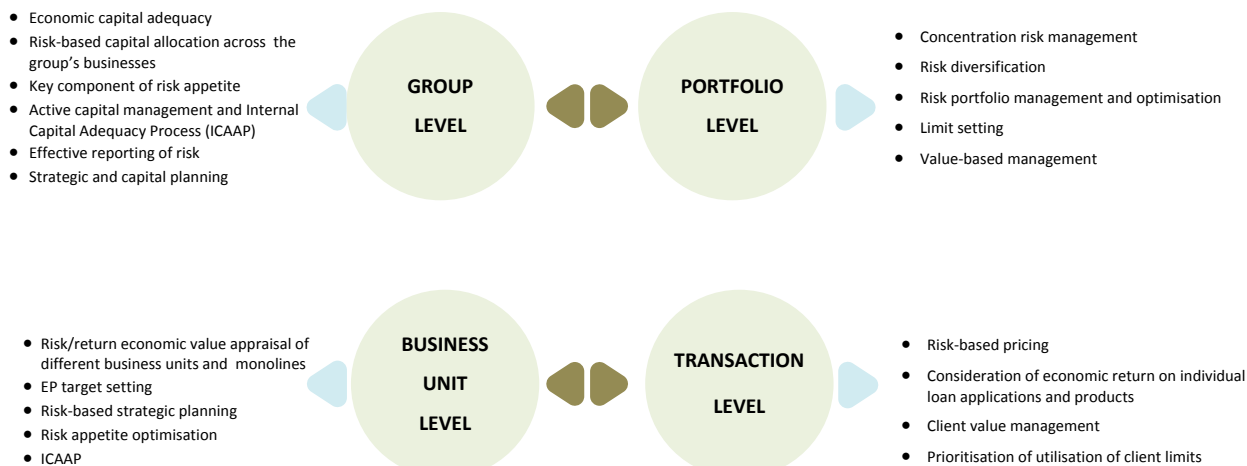 • Economic capital adequacy
• Risk-based capital allocation across the
group's businesses
• Key component of risk appetite
• Active capital management and Internal
Capital Adequacy Process (ICAAP)
• Effective reporting of risk
• Strategic and capital planning
GROUP
LEVEL
PORTFOLIO
LEVEL
• Concentration risk management
• Risk diversification
• Risk portfolio management and optimisation
• Limit setting
• Value-based management
• Risk/return economic value appraisal of
different business units and monolines
• EP target setting
• Risk-based strategic planning
• Risk appetite optimisation
• ICAAP
BUSINESS
UNIT
LEVEL
TRANSACTION
LEVEL
• Risk-based pricing
• Consideration of economic return on individual
loan applications and products
• Client value management
• Prioritisation of utilisation of client limits